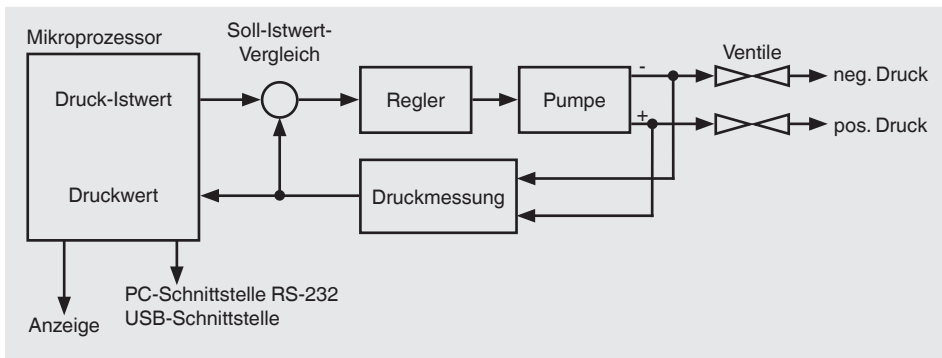 Mikroprozessor
Soll-Istwert-
Vergleich
Druck-Istwert
Regler
Pumpe
-
+
Ventile
neg. Druck
pos. Druck
Druckwert
Druckmessung
PC-Schnittstelle RS-232
USB-Schnittstelle
Anzeige